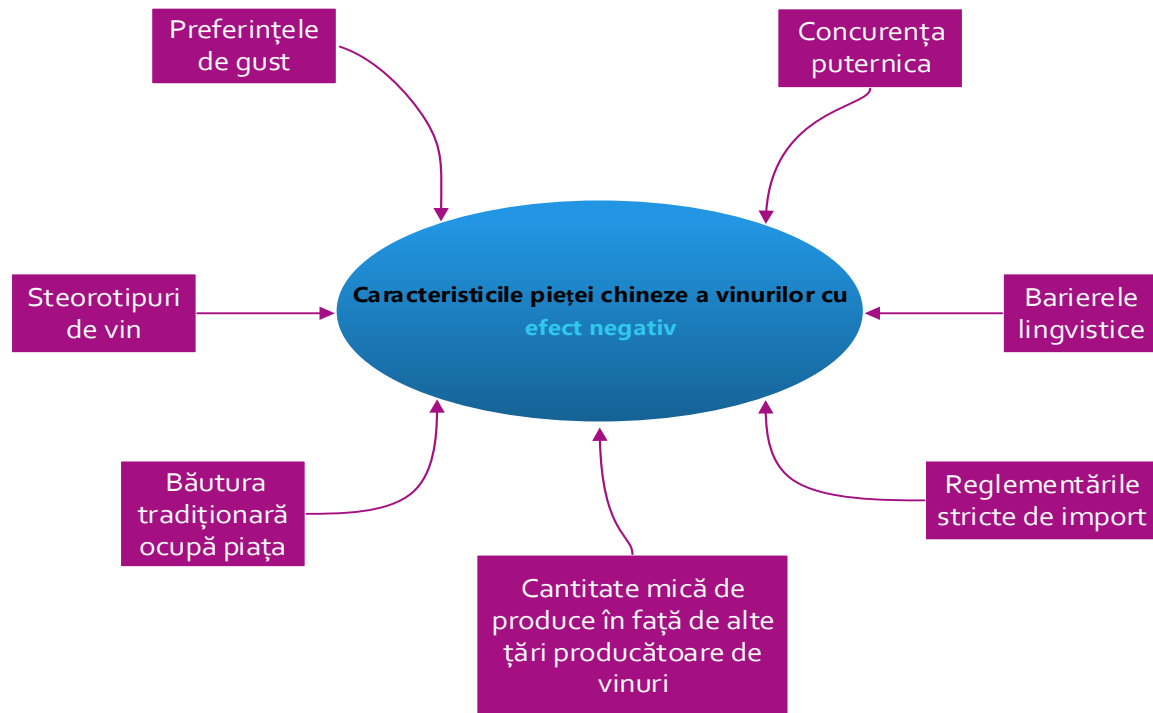 Preferințele
de gust
Concurența
puternica
Caracteristicile pieței chineze a vinurilor cu
efect negativ
Steorotipuri
de vin
Barierele
lingvistice
Băutura
tradiționară
ocupă piața
Reglementările
stricte de import
Cantitate mică de
produce în față de alte
țări producătoare de
vinuri